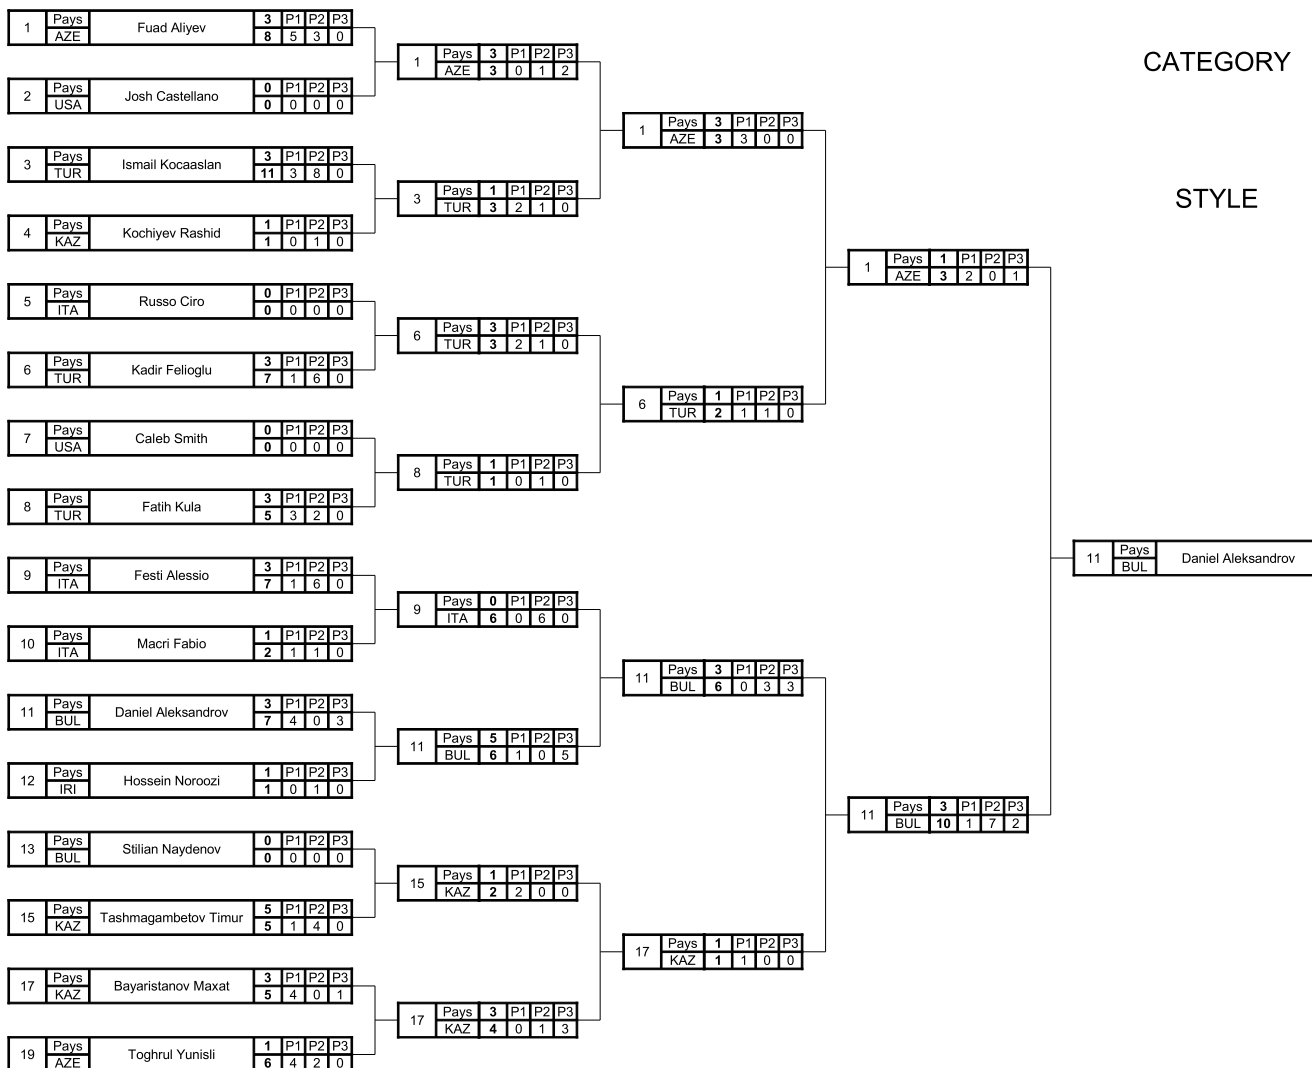 Pays 3 P1 P2 P3
1 Fuad Aliyev
AZE 8 5 3 0
Pays 3 P1 P2 P3
1
AZE 3 0 1 2
CATEGORY
Pays 0 P1 P2 P3
2 Josh Castellano
USA 0 0 0 0
Pays 3 P1 P2 P3
1
AZE 3 3 0 0
Pays 3 P1 P2 P3
3 Ismail Kocaaslan
TUR 11 3 8 0
Pays 1 P1 P2 P3
3
TUR 3 2 1 0
STYLE
Pays 1 P1 P2 P3
4 Kochiyev Rashid
KAZ 1 0 1 0
Pays 1 P1 P2 P3
1
AZE 3 2 0 1
Pays 0 P1 P2 P3
5 Russo Ciro
ITA 0 0 0 0
Pays 3 P1 P2 P3
6
TUR 3 2 1 0
Pays 3 P1 P2 P3
6 Kadir Felioglu
TUR 7 1 6 0
Pays 1 P1 P2 P3
6
TUR 2 1 1 0
Pays 0 P1 P2 P3
7 Caleb Smith
USA 0 0 0 0
Pays 1 P1 P2 P3
8
TUR 1 0 1 0
Pays 3 P1 P2 P3
8 Fatih Kula
TUR 5 3 2 0
Pays
11 Daniel Aleksandrov
BUL
Pays 3 P1 P2 P3
9 Festi Alessio
ITA 7 1 6 0
Pays 0 P1 P2 P3
9
ITA 6 0 6 0
Pays 1 P1 P2 P3
10 Macri Fabio
ITA 2 1 1 0
Pays 3 P1 P2 P3
11
BUL 6 0 3 3
Pays 3 P1 P2 P3
11 Daniel Aleksandrov
BUL 7 4 0 3
Pays 5 P1 P2 P3
11
BUL 6 1 0 5
Pays 1 P1 P2 P3
12 Hossein Noroozi
IRI 1 0 1 0
Pays 3 P1 P2 P3
11
BUL 10 1 7 2
Pays 0 P1 P2 P3
13 Stilian Naydenov
BUL 0 0 0 0
Pays 1 P1 P2 P3
15
KAZ 2 2 0 0
Pays 5 P1 P2 P3
15 Tashmagambetov Timur
KAZ 5 1 4 0
Pays 1 P1 P2 P3
17
KAZ 1 1 0 0
Pays 3 P1 P2 P3
17 Bayaristanov Maxat
KAZ 5 4 0 1
Pays 3 P1 P2 P3
17
KAZ 4 0 1 3
Pays 1 P1 P2 P3
19 Toghrul Yunisli
AZE 6 4 2 0